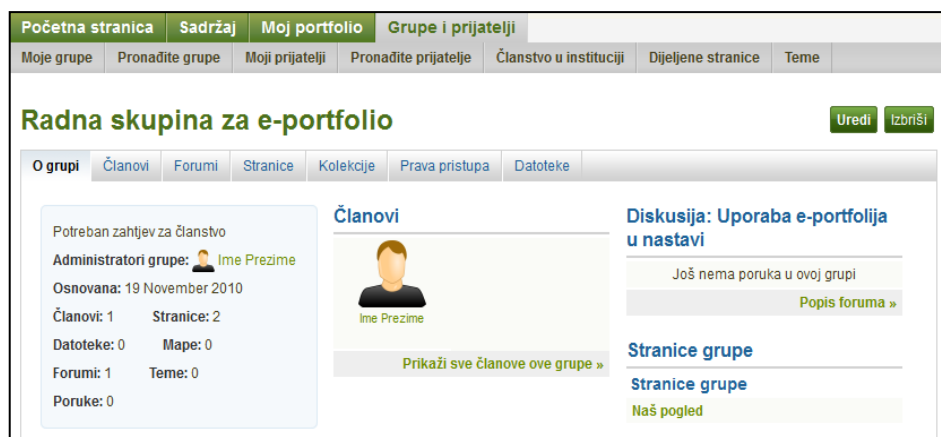 Početna stranica Sadržaj Moj portfolio Grupe i prijatelji
Moje grupe Pronađite grupe Moji prijatelji Pronađite prijatelje Članstvo u instituciji Dijeljene stranice Teme
Radna skupina za e-portfolio
Uredi Izbriši
O grupi Članovi Forumi Stranice Kolekcije Prava pristupa Datoteke
Potreban zahtjev za članstvo
Administratori grupe: Ime Prezime
Osnovana: 19 November 2010
Članovi: 1 Stranice: 2
Datoteke: 0 Mape: 0
Forumi: 1 Teme: 0
Poruke: 0
Članovi
Ime Prezime
Prikaži sve članove ove grupe »
Diskusija: Uporaba e-portfolija
u nastavi
Još nema poruka u ovoj grupi
Popis foruma »
Stranice grupe
Stranice grupe
Naš pogled